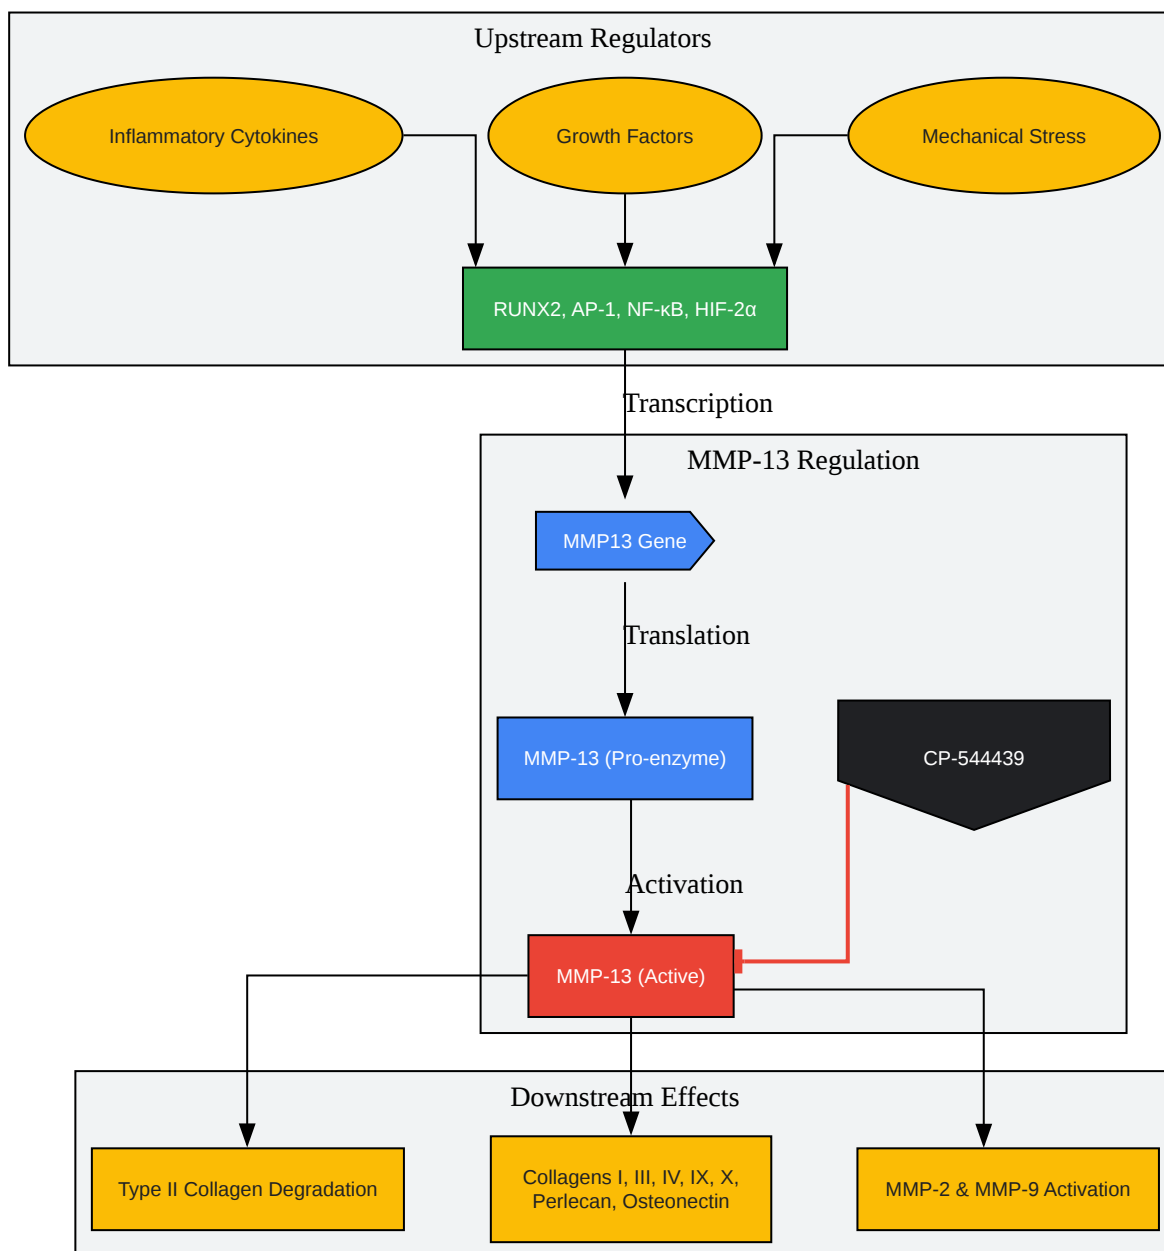 Upstream Regulators
Inflammatory Cytokines
Growth Factors
Mechanical Stress
RUNX2, AP-1, NF-κB, HIF-2α
Transcription
MMP-13 Regulation
MMP13 Gene
Translation
MMP-13 (Pro-enzyme)
CP-544439
Activation
MMP-13 (Active)
Downstream Effects
Type II Collagen Degradation
Collagens I, III, IV, IX, X,
Perlecan, Osteonectin
MMP-2 & MMP-9 Activation